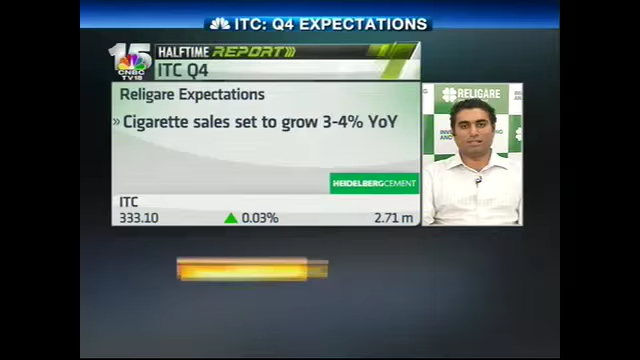 ITC: Q4 EXPECTATIONS
15
CNBC
TV18
HALFTIME REPORT
ITC Q4
Religare Expectations
» Cigarette sales set to grow 3-4% YoY
HEIDELBERGCEMENT
ITC
333.10 ▲ 0.03% 2.71 m
RELIGARE